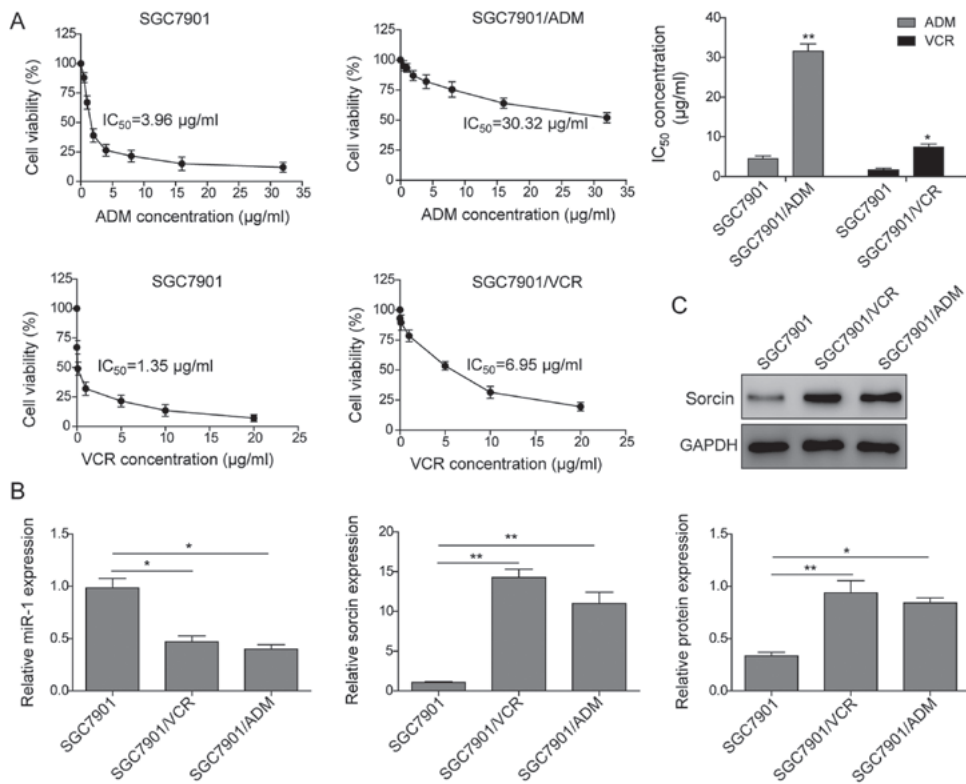 A
SGC7901
Cell viability (%)
125
100
75
50
25
0
IC50=3.96 µg/ml
0 5 10 15 20 25 30 35
ADM concentration (µg/ml)
SGC7901/ADM
Cell viability (%)
125
100
75
50
25
0
IC50=30.32 µg/ml
0 5 10 15 20 25 30 35
ADM concentration (µg/ml)
ADM
VCR
IC50 concentration
(µg/ml)
40
30
20
10
0
**
*
SGC7901
SGC7901/ADM
SGC7901
SGC7901/VCR
SGC7901
Cell viability (%)
125
100
75
50
25
0
IC50=1.35 µg/ml
0 5 10 15 20 25
VCR concentration (µg/ml)
SGC7901/VCR
Cell viability (%)
125
100
75
50
25
0
IC50=6.95 µg/ml
0 5 10 15 20 25
VCR concentration (µg/ml)
C
SGC7901
SGC7901/VCR
SGC7901/ADM
Sorcin
GAPDH
B
Relative miR-1 expression
1.5
1.0
0.5
0.0
*
*
SGC7901
SGC7901/VCR
SGC7901/ADM
Relative sorcin expression
20
15
10
5
0
**
**
SGC7901
SGC7901/VCR
SGC7901/ADM
Relative protein expression
1.5
1.0
0.5
0.0
*
**
SGC7901
SGC7901/VCR
SGC7901/ADM